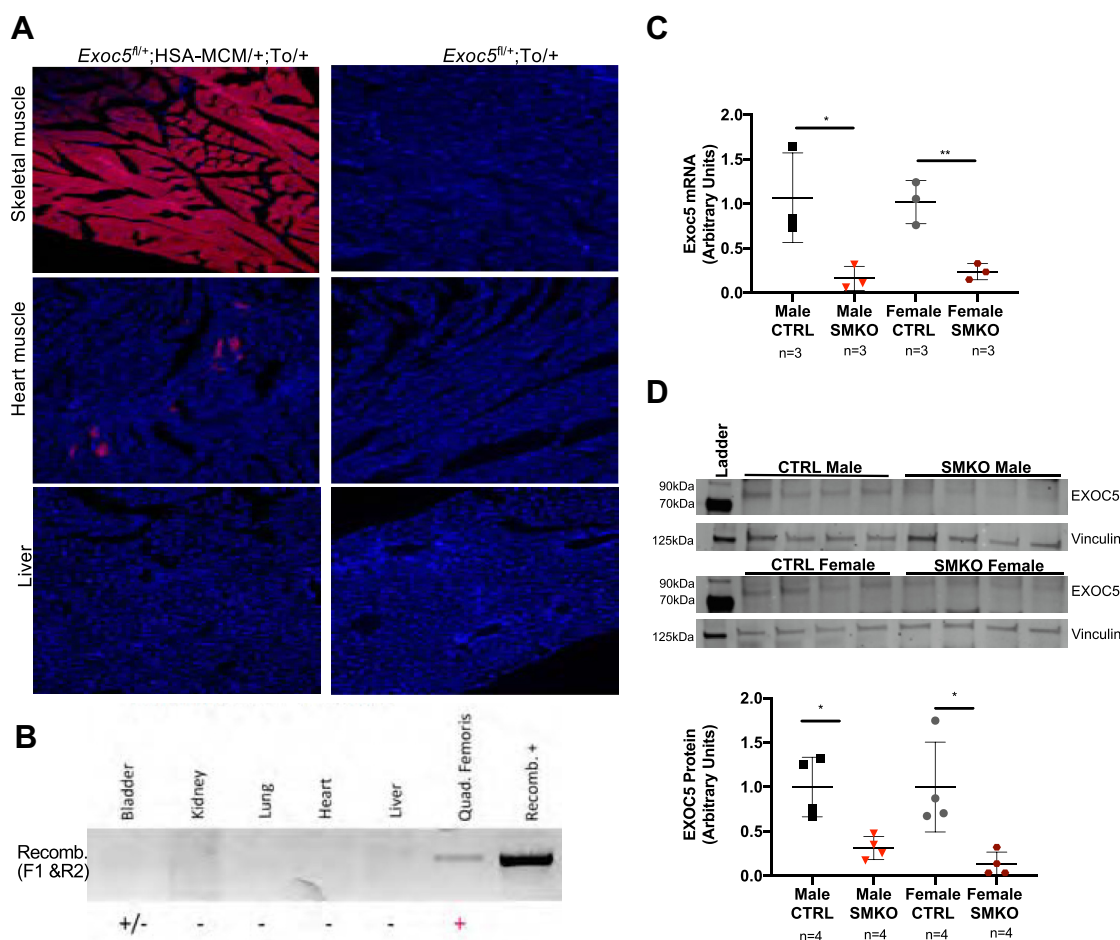 A
Exoc5fl/+;HSA-MCM/+;To/+
Exoc5fl/+;To/+
Skeletal muscle
Heart muscle
Liver
B
Bladder
Kidney
Lung
Heart
Liver
Quad. Femoris
Recomb. +
Recomb.
(F1 &R2)
+/- - - - - +
C
Exoc5 mRNA
(Arbitrary Units)
2.0
1.5
1.0
0.5
0.0
*
**
Male CTRL
Male SMKO
Female CTRL
Female SMKO
n=3 n=3 n=3 n=3
D
Ladder
CTRL Male SMKO Male
90kDa
70kDa
EXOC5
125kDa
Vinculin
CTRL Female SMKO Female
90kDa
70kDa
EXOC5
125kDa
Vinculin
EXOC5 Protein
(Arbitrary Units)
2.0
1.5
1.0
0.5
0.0
*
*
Male CTRL
Male SMKO
Female CTRL
Female SMKO
n=4 n=4 n=4 n=4